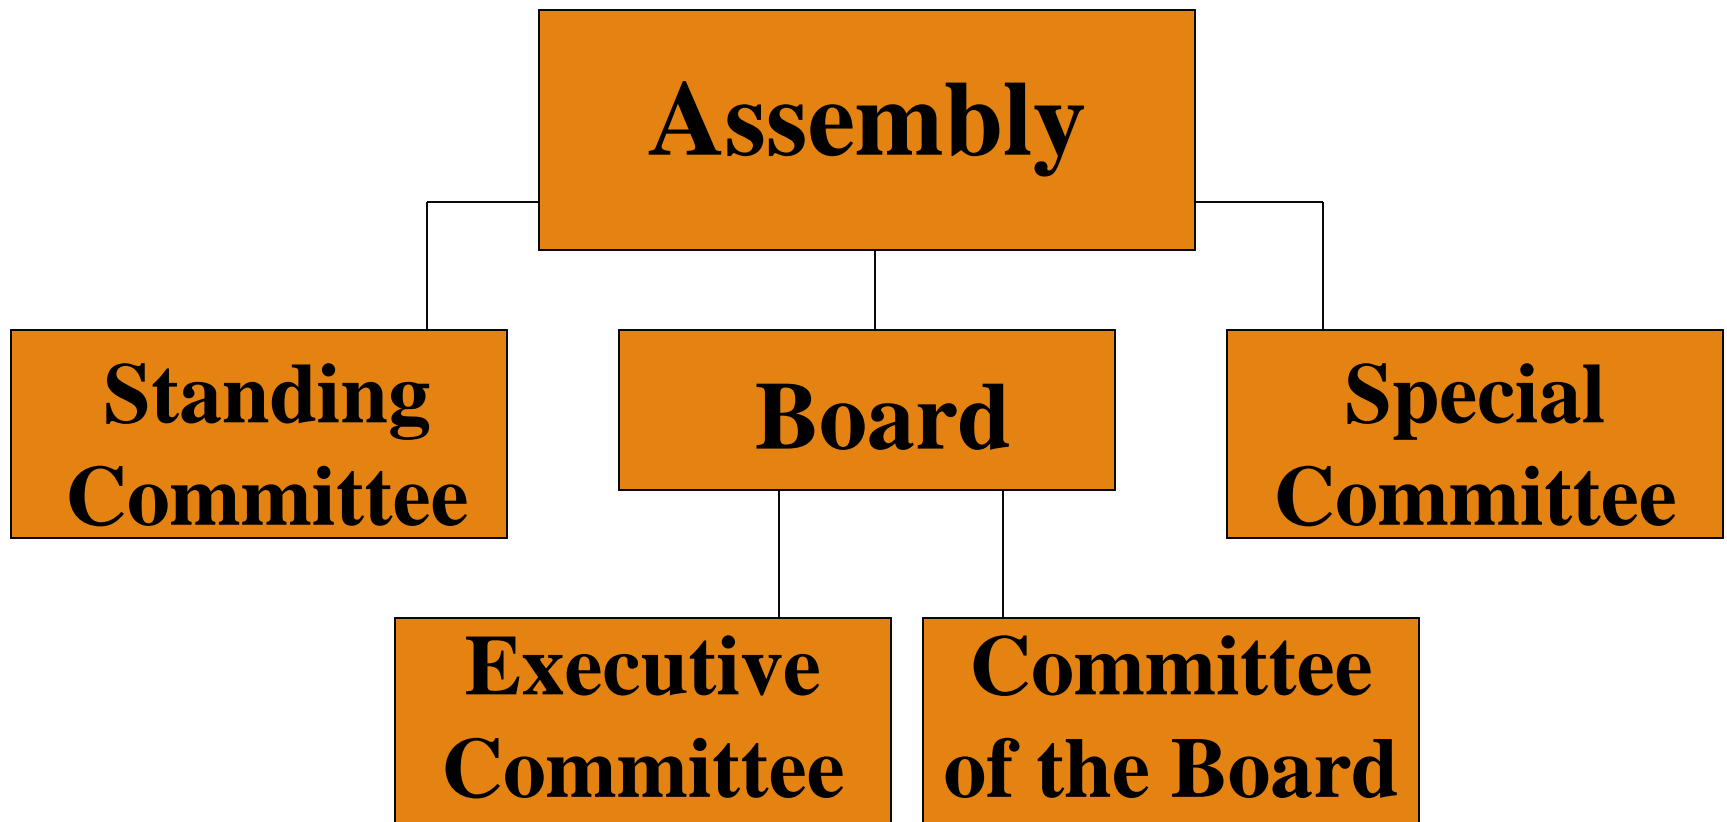 Assembly
Standing
Committee
Board
Special
Committee
Executive
Committee
Committee
of the Board